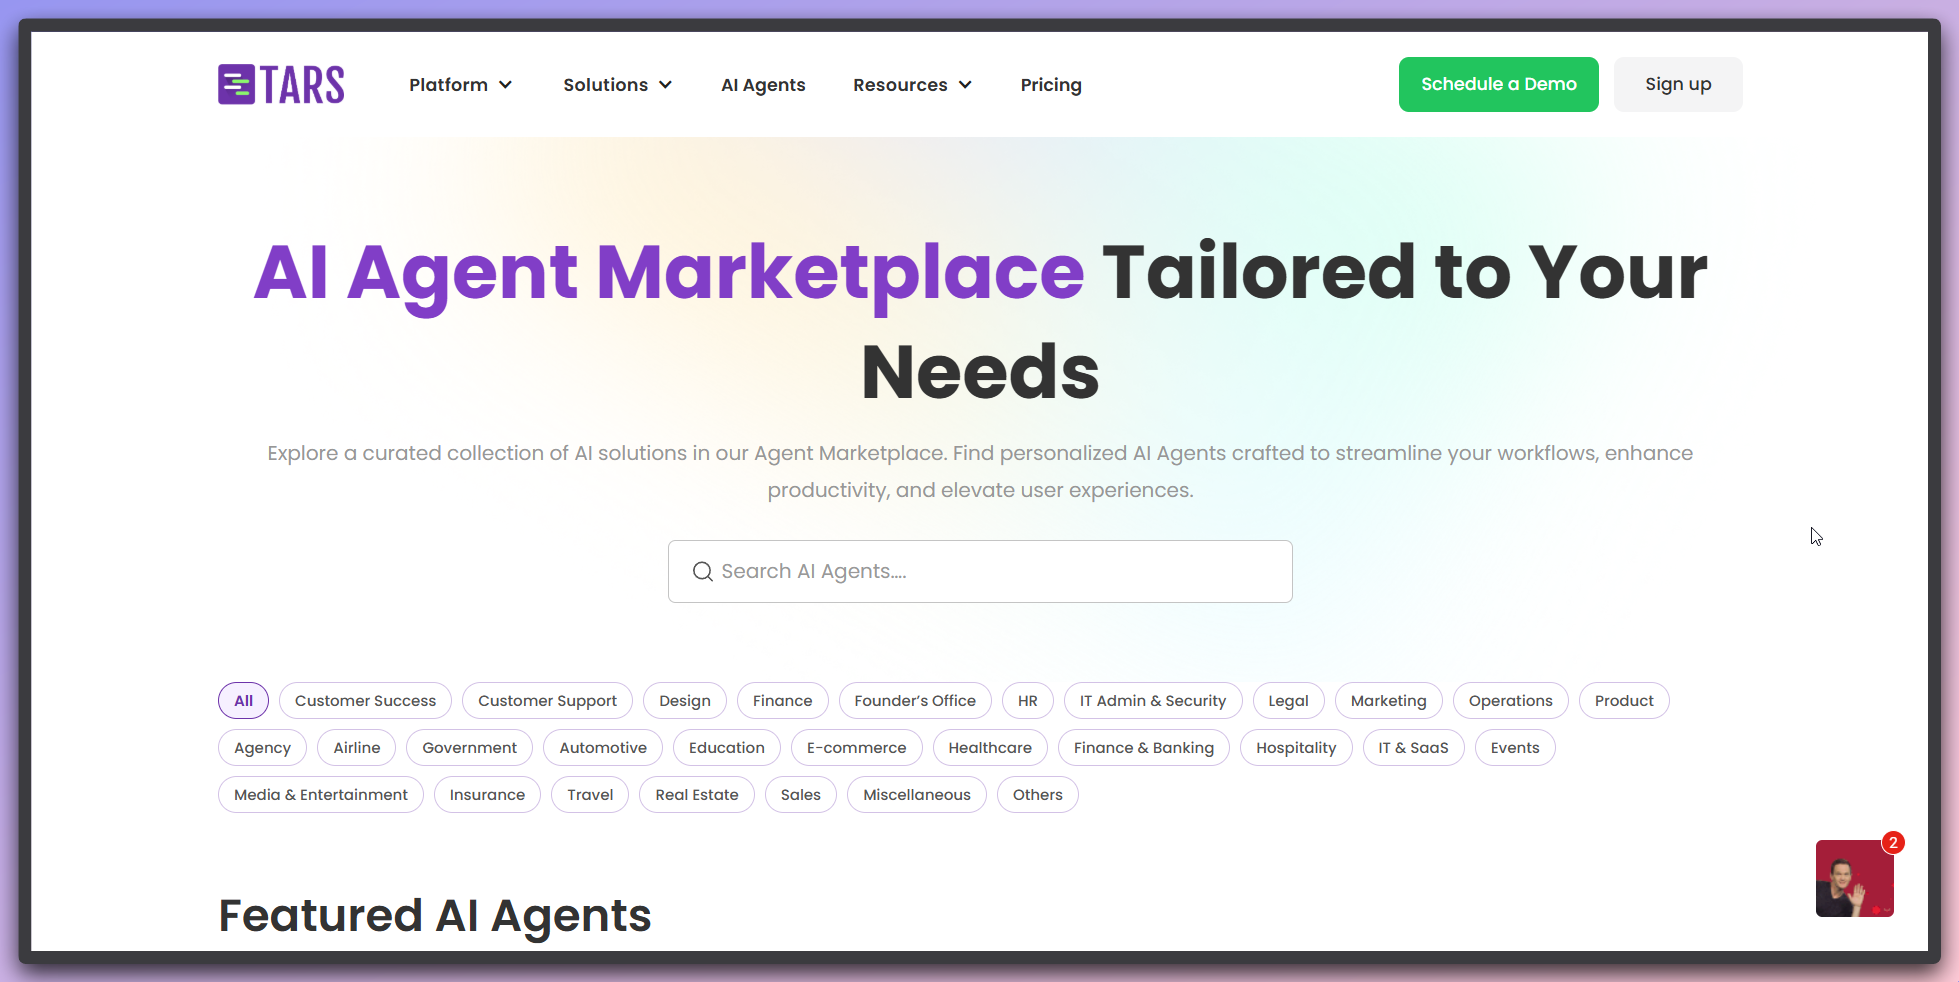 TARS
Platform Solutions AI Agents Resources Pricing Schedule a Demo Sign up
AI Agent Marketplace Tailored to Your
Needs
Explore a curated collection of AI solutions in our Agent Marketplace. Find personalized AI Agents crafted to streamline your workflows, enhance
productivity, and elevate user experiences.
Search AI Agents....
All Customer Success Customer Support Design Finance Founder’s Office HR IT Admin & Security Legal Marketing Operations Product
Agency Airline Government Automotive Education E-commerce Healthcare Finance & Banking Hospitality IT & SaaS Events
Media & Entertainment Insurance Travel Real Estate Sales Miscellaneous Others
2
Featured AI Agents